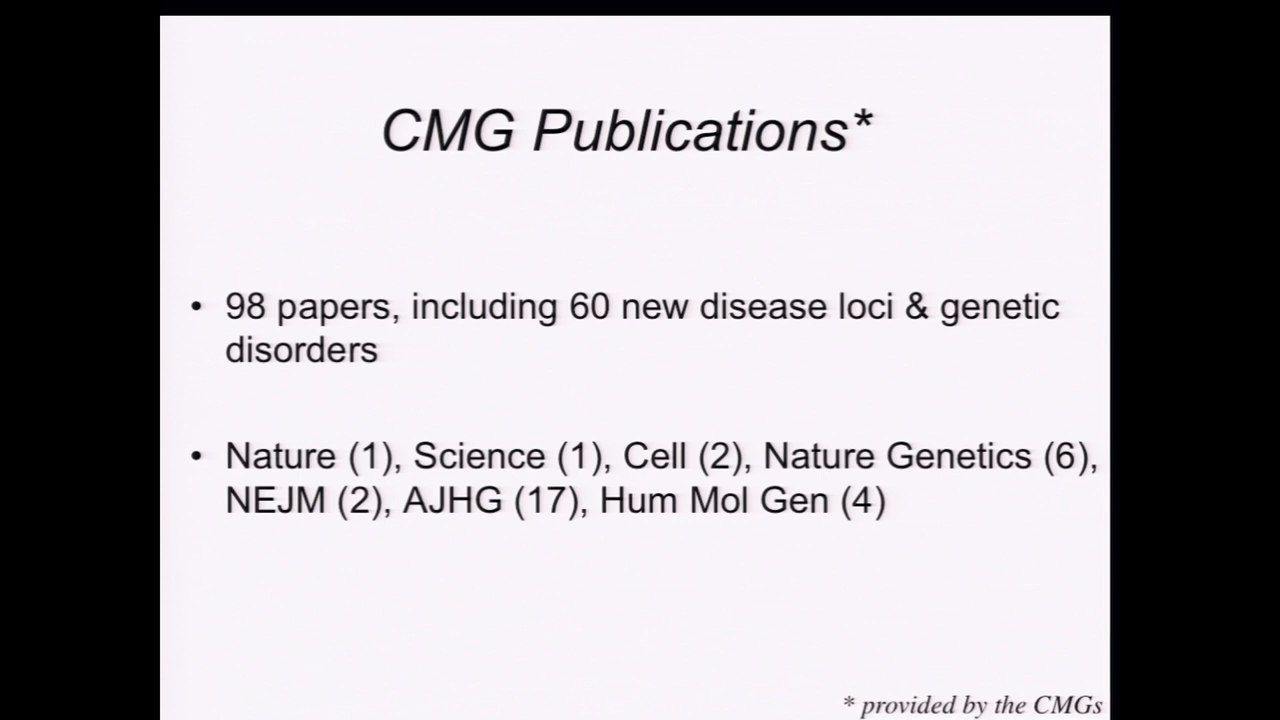 CMG Publications*
• 98 papers, including 60 new disease loci & genetic
disorders
• Nature (1), Science (1), Cell (2), Nature Genetics (6),
NEJM (2), AJHG (17), Hum Mol Gen (4)
* provided by the CMGs